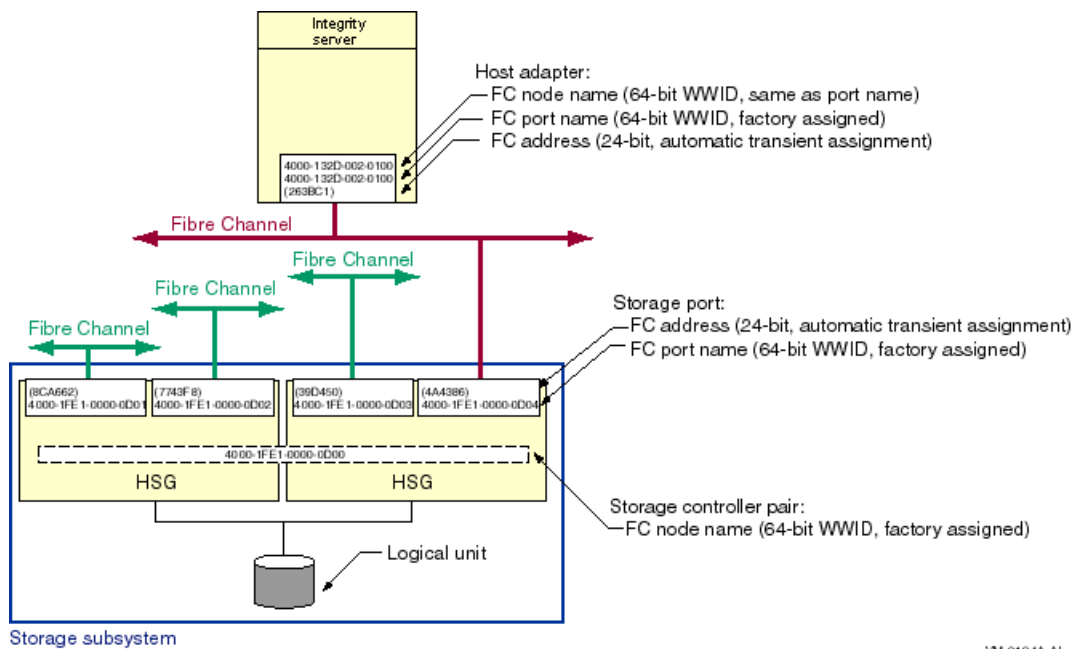 Integrity
server
Host adapter:
FC node name (64-bit WWID, same as port name)
FC port name (64-bit WWID, factory assigned)
FC address (24-bit, automatic transient assignment)
4000-132D-002-0100
4000-132D-002-0100
(263BC1)
Fibre Channel
Fibre Channel
Fibre Channel
Fibre Channel
Storage port:
FC address (24-bit, automatic transient assignment)
FC port name (64-bit WWID, factory assigned)
(8CA662)
4000-1FE1-0000-0D01
(7743F8)
4000-1FE1-0000-0D02
(39D450)
4000-1FE1-0000-0D03
(4A4386)
4000-1FE1-0000-0D04
4000-1FE1-0000-0D00
HSG
HSG
Storage controller pair:
FC node name (64-bit WWID, factory assigned)
Logical unit
Storage subsystem